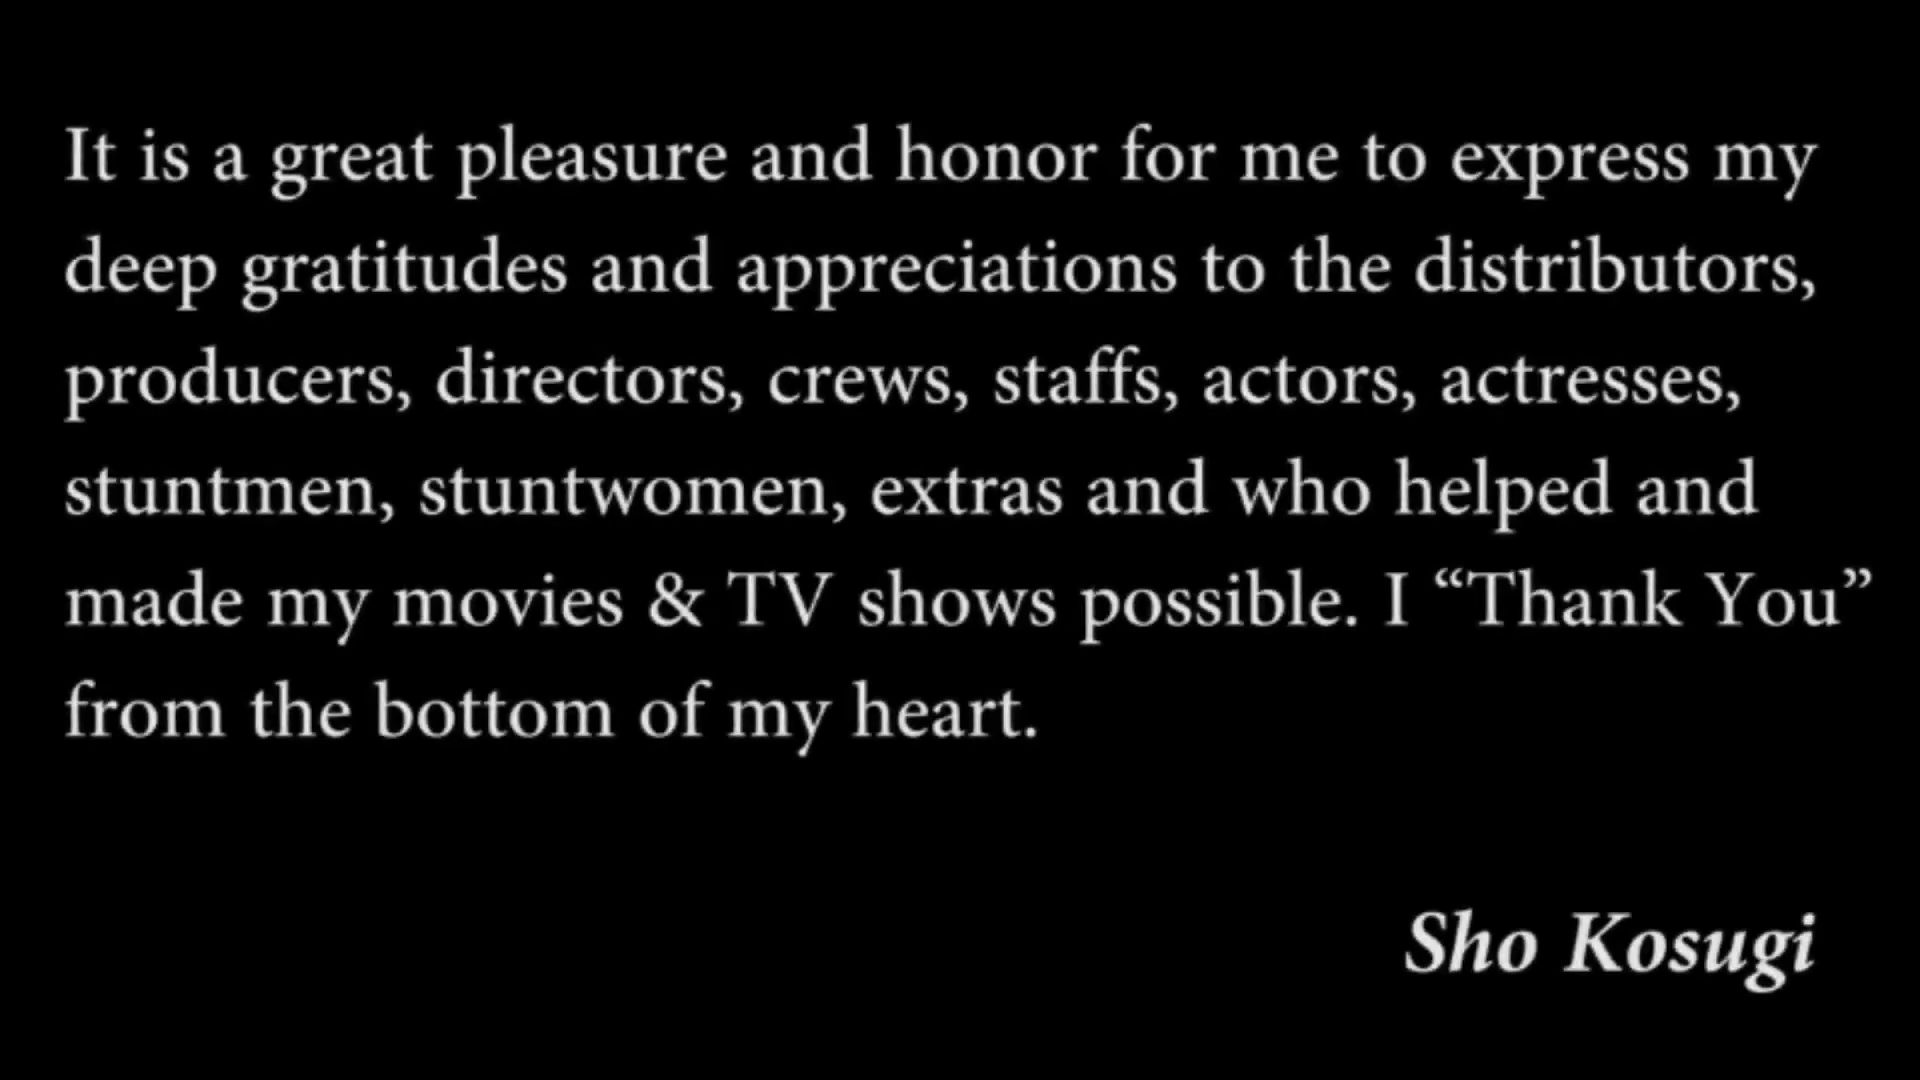 It is a great pleasure and honor for me to express my
deep gratitudes and appreciations to the distributors,
producers, directors, crews, staffs, actors, actresses,
stuntmen, stuntwomen, extras and who helped and
made my movies & TV shows possible. I “Thank You”
from the bottom of my heart.
Sho Kosugi